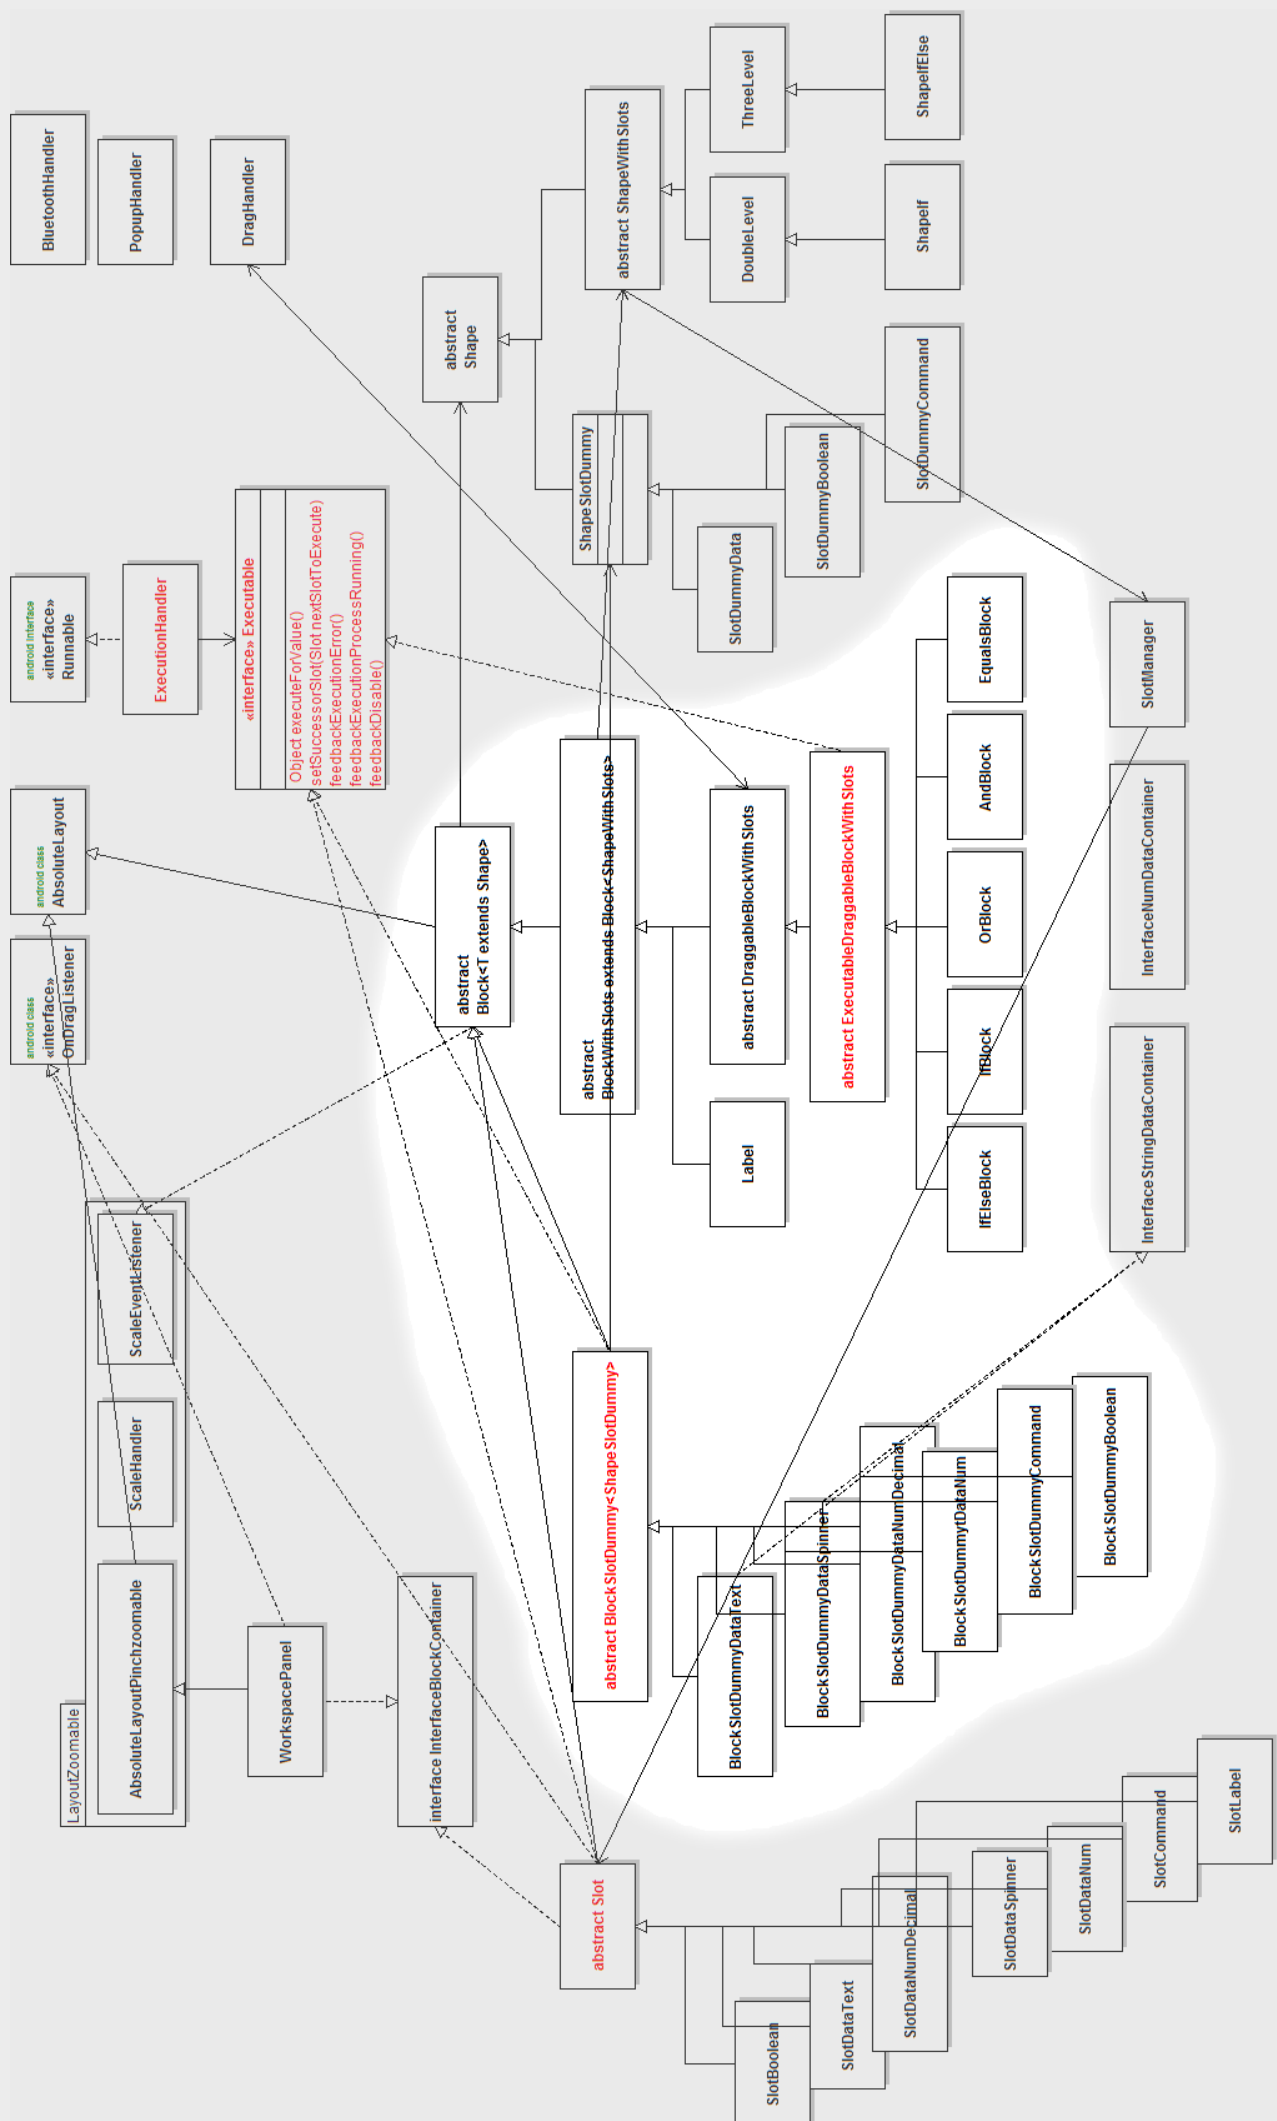 LayoutZoomable
AbsoluteLayoutPinchzoomable
ScaleHandler
ScaleEventListener
android class
«interface»
OnDragListener
android class
AbsoluteLayout
android interface
«interface»
Runnable
BluetoothHandler
PopupHandler
WorkspacePanel
ExecutionHandler
DragHandler
«interface» Executable
Object executeForValue()
setSuccessorSlot(Slot nextSlotToExecute)
feedbackExecutionError()
feedbackExecutionProcessRunning()
feedbackDisable()
interface InterfaceBlockContainer
abstract
Block<T extends Shape>
abstract
Shape
abstract Slot
abstract BlockSlotDummy<ShapeSlotDummy>
abstract
BlockWithSlots extends Block<ShapeWithSlots>
ShapeSlotDummy
abstract ShapeWithSlots
BlockSlotDummyDataText
Label
abstract DraggableBlockWithSlots
SlotDummyData
DoubleLevel
ThreeLevel
SlotBoolean
BlockSlotDummyDataSpinner
abstract ExecutableDraggableBlockWithSlots
SlotDummyBoolean
SlotDataText
BlockSlotDummyDataNumDecimal
SlotDummyCommand
ShapeIf
ShapeIfElse
SlotDataNumDecimal
BlockSlotDummytDataNum
IfElseBlock
IfBlock
OrBlock
AndBlock
EqualsBlock
SlotDataSpinner
BlockSlotDummyCommand
SlotDataNum
BlockSlotDummyBoolean
InterfaceStringDataContainer
InterfaceNumDataContainer
SlotManager
SlotCommand
SlotLabel